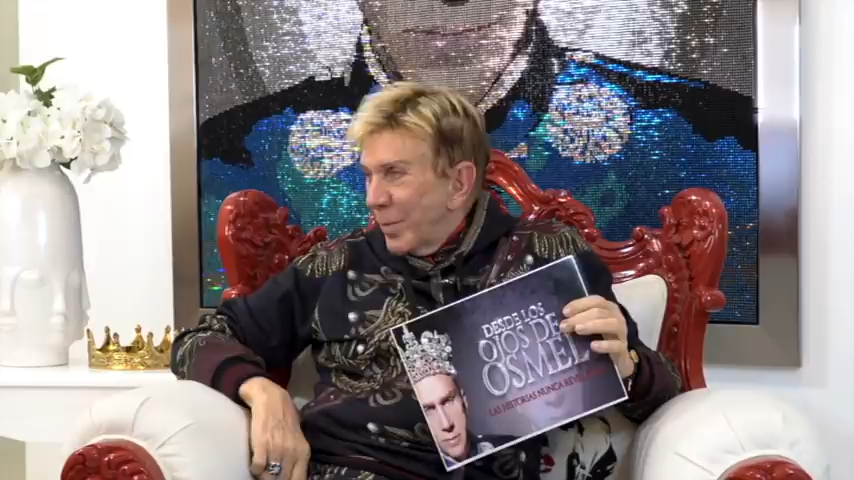 DESDE LOS
OJOS DE
OSMEL
LAS HISTORIAS NUNCA